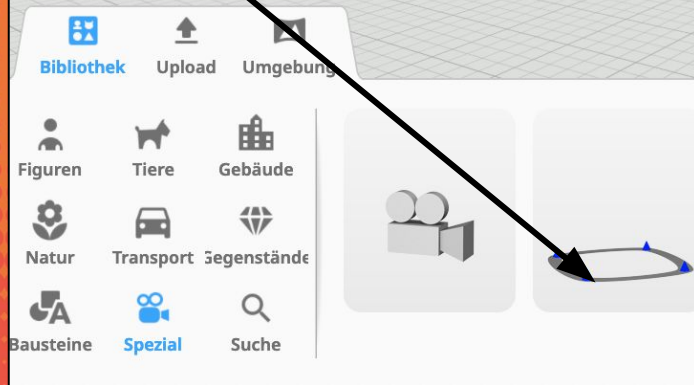 Bibliothek Upload Umgebung
Figuren Tiere Gebäude
Natur Transport Gegenstände
Bausteine Spezial Suche